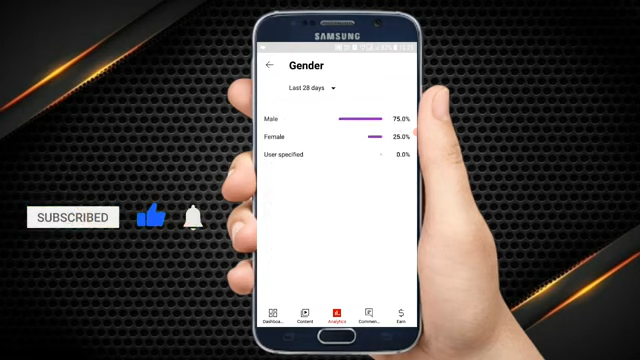 SAMSUNG
Gender
Last 28 days
Male 75.0%
Female 25.0%
User specified 0.0%
SUBSCRIBED
Dashboa... Content Analytics Commen... Earn